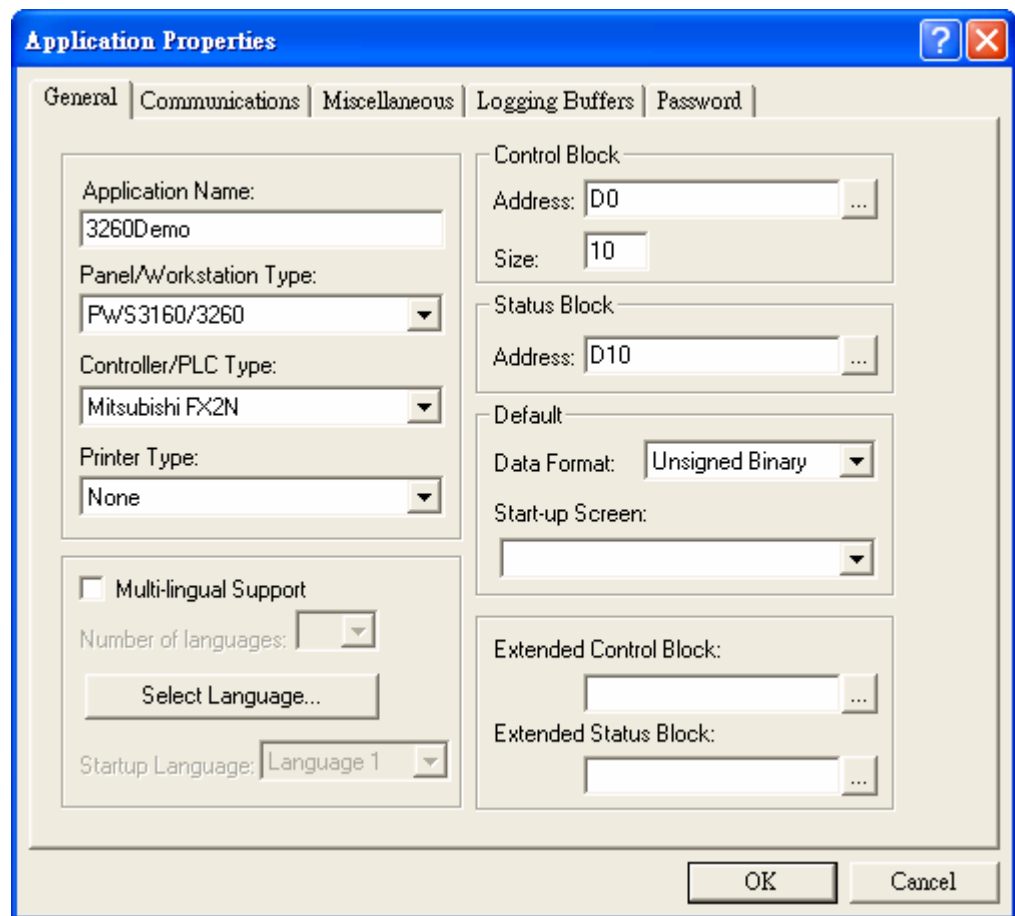 Application Properties
General Communications Miscellaneous Logging Buffers Password
Application Name:
3260Demo
Panel/Workstation Type:
PWS3160/3260
Controller/PLC Type:
Mitsubishi FX2N
Printer Type:
None
Multi-lingual Support
Number of languages:
Select Language...
Startup Language: Language 1
Control Block
Address: D0 ...
Size: 10
Status Block
Address: D10 ...
Default
Data Format: Unsigned Binary
Start-up Screen:
Extended Control Block:
...
Extended Status Block:
...
OK Cancel